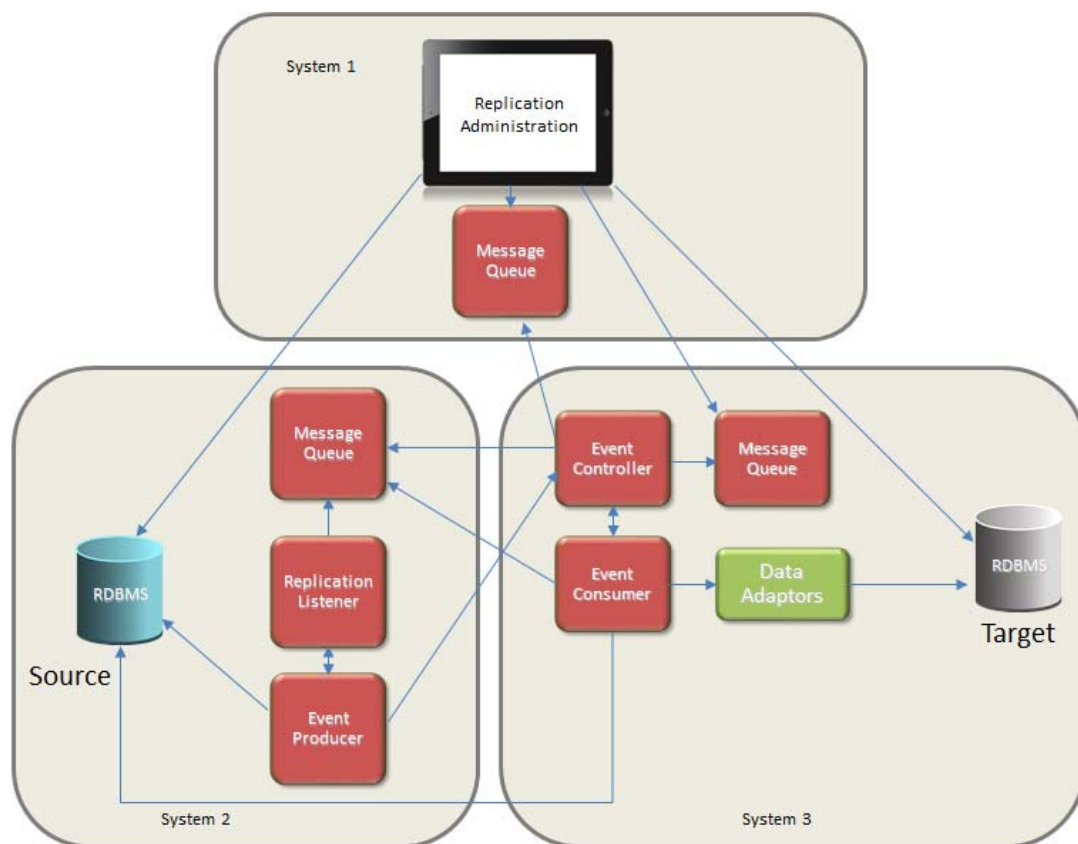 System 1
Replication
Administration
Message
Queue
Message
Queue
Event
Controller
Message
Queue
RDBMS
Replication
Listener
Event
Consumer
Data
Adaptors
RDBMS
Source
Target
Event
Producer
System 2
System 3